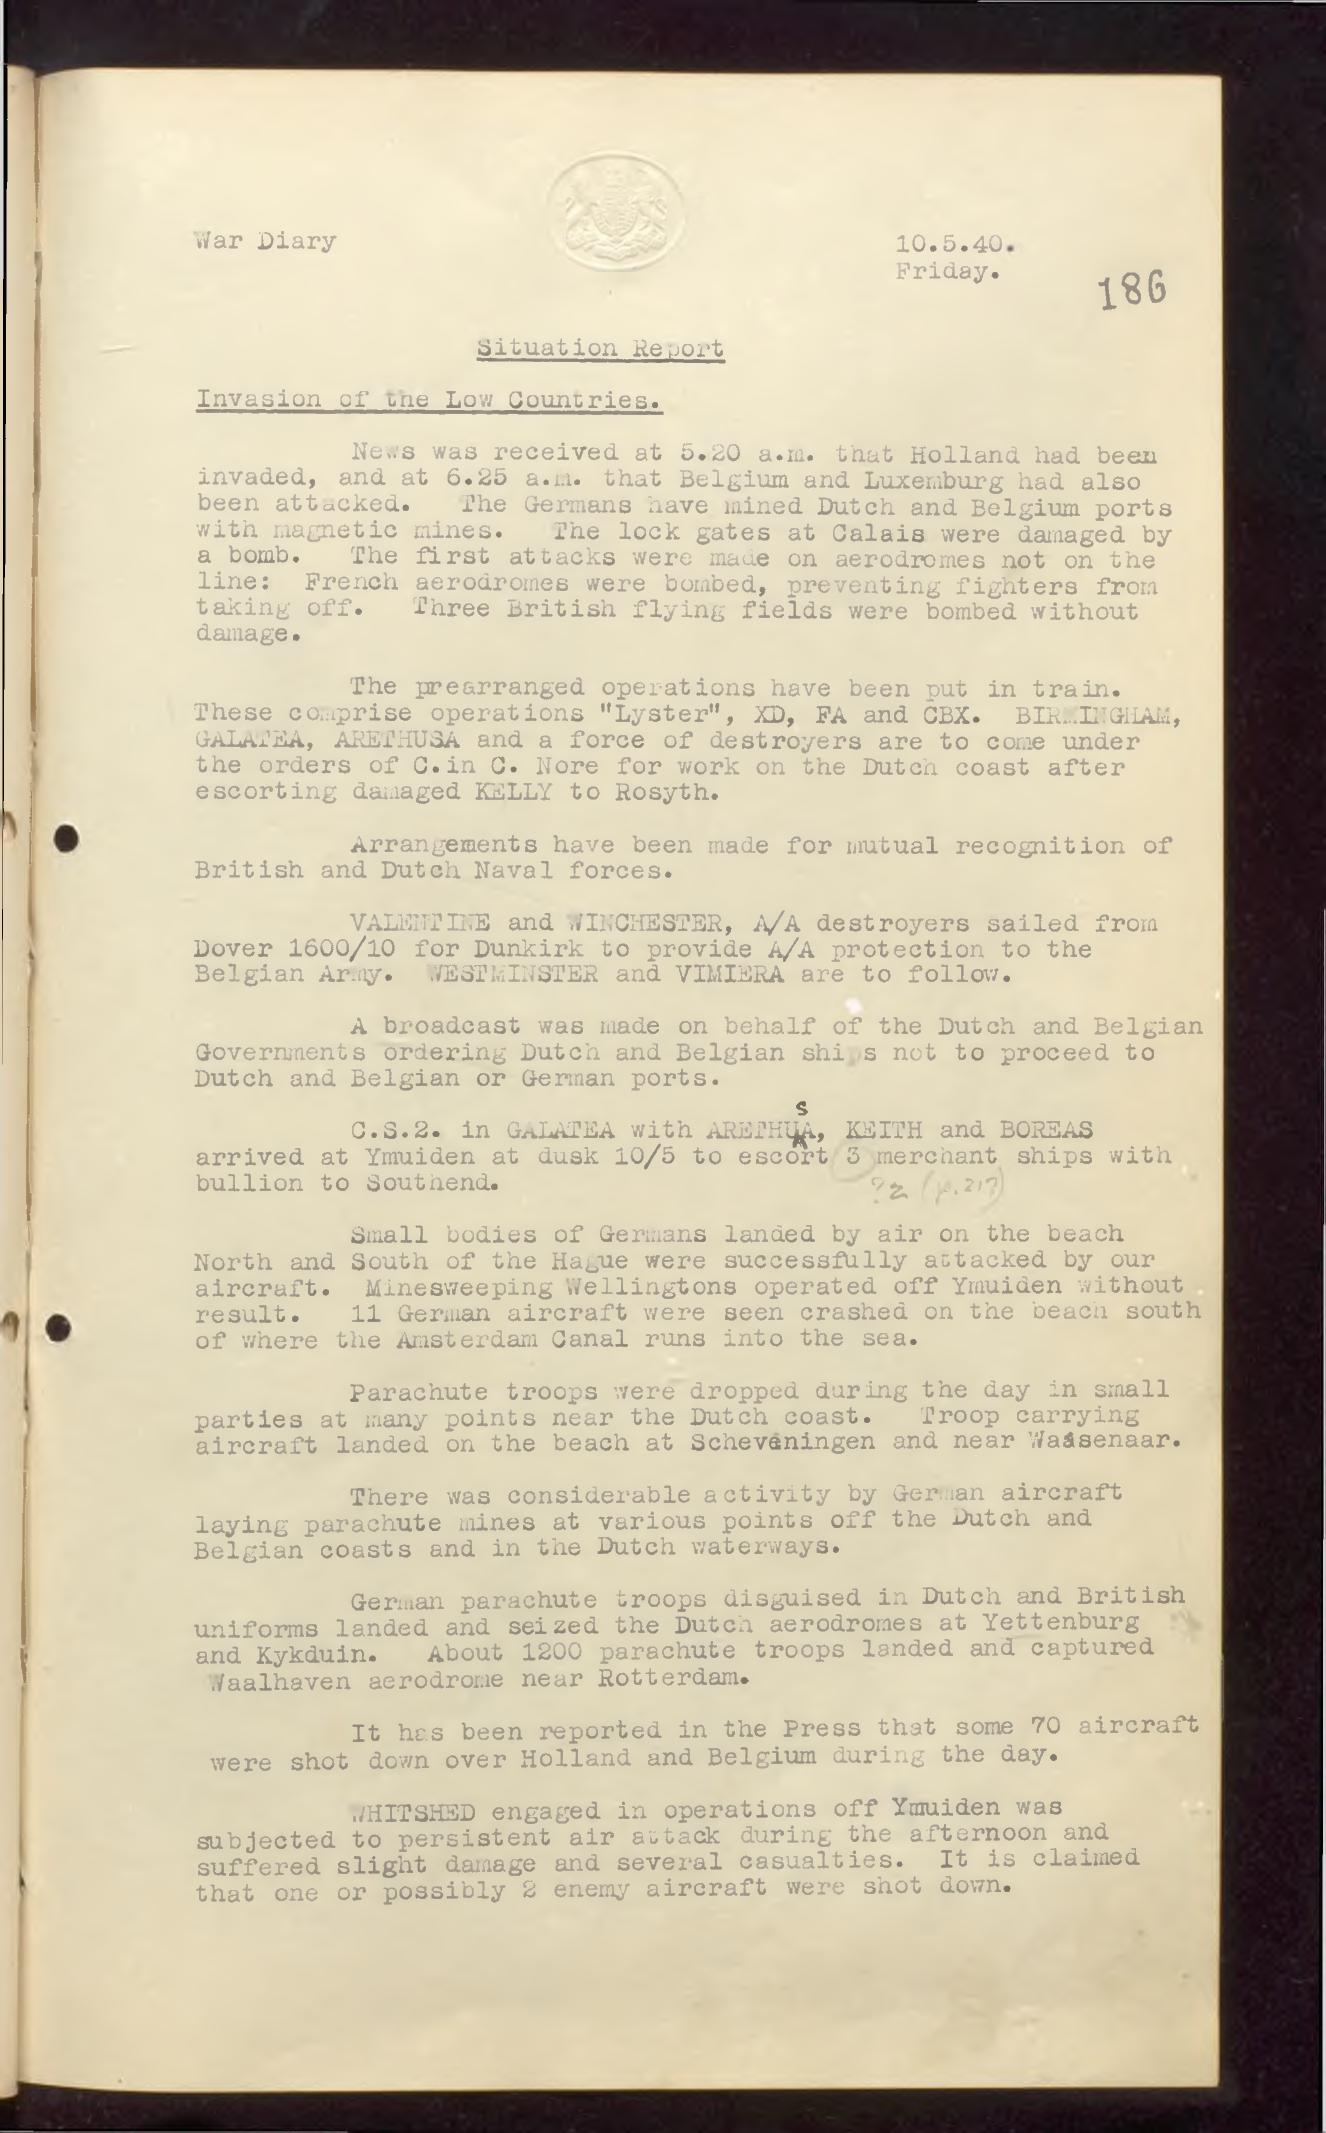 War Diary
10.5.40.
Friday.
186
Situation Report
Invasion of the Low Countries.
News was received at 5.20 a.m. that Holland had been
invaded, and at 6.25 a.m. that Belgium and Luxemburg had also
been attacked. The Germans have mined Dutch and Belgium ports
with magnetic mines. The lock gates at Calais were damaged by
a bomb. The first attacks were made on aerodromes not on the
line: French aerodromes were bombed, preventing fighters from
taking off. Three British flying fields were bombed without
damage.
The prearranged operations have been put in train.
These comprise operations "Lyster", XD, FA and CBX. BIRMINGHAM,
GALATEA, ARETHUSA and a force of destroyers are to come under
the orders of C.in C. Nore for work on the Dutch coast after
escorting damaged KELLY to Rosyth.
Arrangements have been made for mutual recognition of
British and Dutch Naval forces.
VALENTINE and WINCHESTER, A/A destroyers sailed from
Dover 1600/10 for Dunkirk to provide A/A protection to the
Belgian Army. WESTMINSTER and VIMIERA are to follow.
A broadcast was made on behalf of the Dutch and Belgian
Governments ordering Dutch and Belgian ships not to proceed to
Dutch and Belgian or German ports.
C.S.2. in GALATEA with ARETHUSA, KEITH and BOREAS
arrived at Ymuiden at dusk 10/5 to escort 3 merchant ships with
bullion to Southend.
?2 (p.217)
Small bodies of Germans landed by air on the beach
North and South of the Hague were successfully attacked by our
aircraft. Minesweeping Wellingtons operated off Ymuiden without
result. 11 German aircraft were seen crashed on the beach south
of where the Amsterdam Canal runs into the sea.
Parachute troops were dropped during the day in small
parties at many points near the Dutch coast. Troop carrying
aircraft landed on the beach at Scheveningen and near Wassenaar.
There was considerable activity by German aircraft
laying parachute mines at various points off the Dutch and
Belgian coasts and in the Dutch waterways.
German parachute troops disguised in Dutch and British
uniforms landed and seized the Dutch aerodromes at Yettenburg
and Kykduin. About 1200 parachute troops landed and captured
Waalhaven aerodrome near Rotterdam.
It has been reported in the Press that some 70 aircraft
were shot down over Holland and Belgium during the day.
WHITSHED engaged in operations off Ymuiden was
subjected to persistent air attack during the afternoon and
suffered slight damage and several casualties. It is claimed
that one or possibly 2 enemy aircraft were shot down.